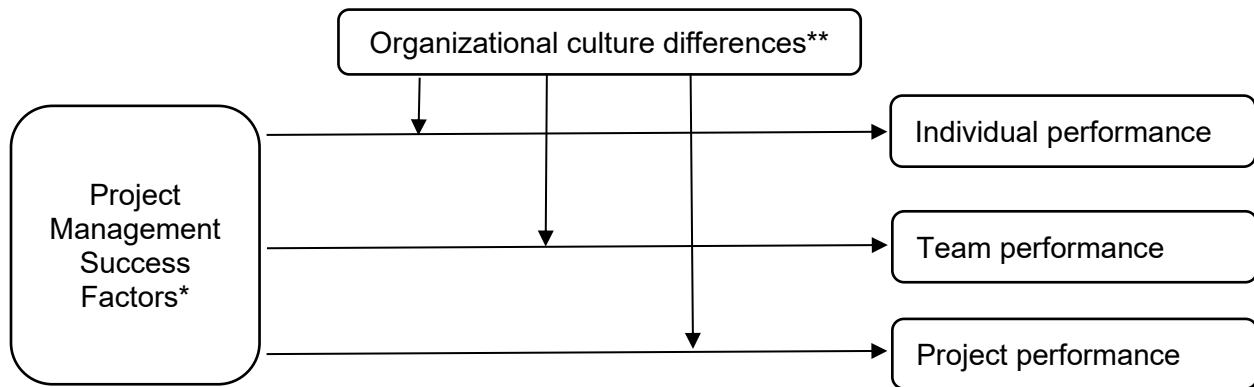 Organizational culture differences**
Individual performance
Project
Management
Success
Factors*
Team performance
Project performance